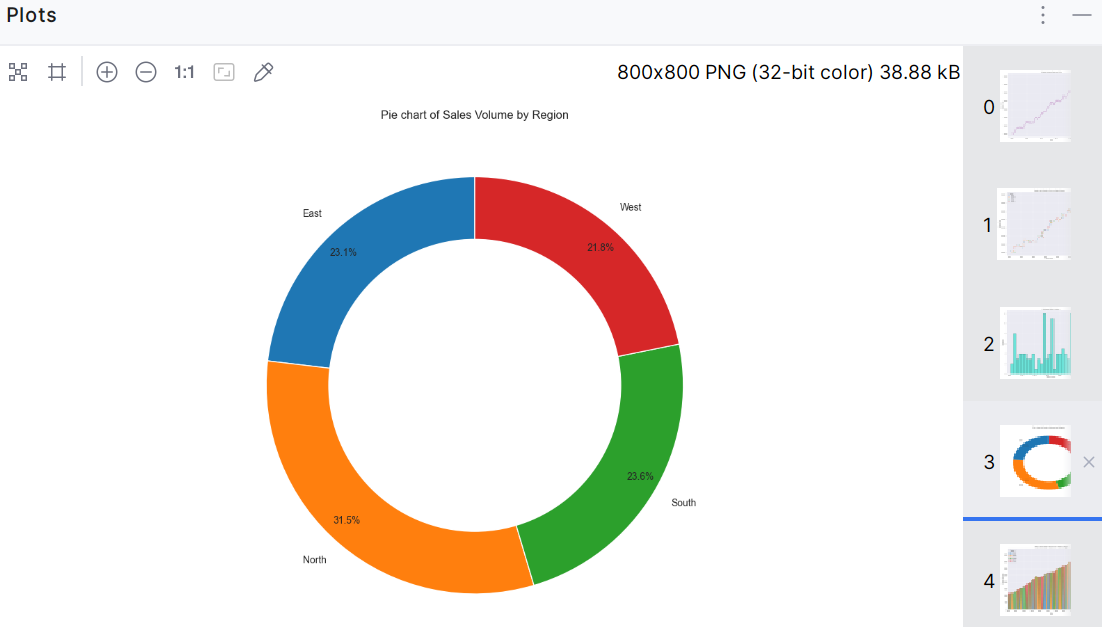 Plots
1:1
800x800 PNG (32-bit color) 38.88 kB
Pie chart of Sales Volume by Region
East
West
23.1%
21.8%
23.6%
South
31.5%
North
0
1
2
3
4